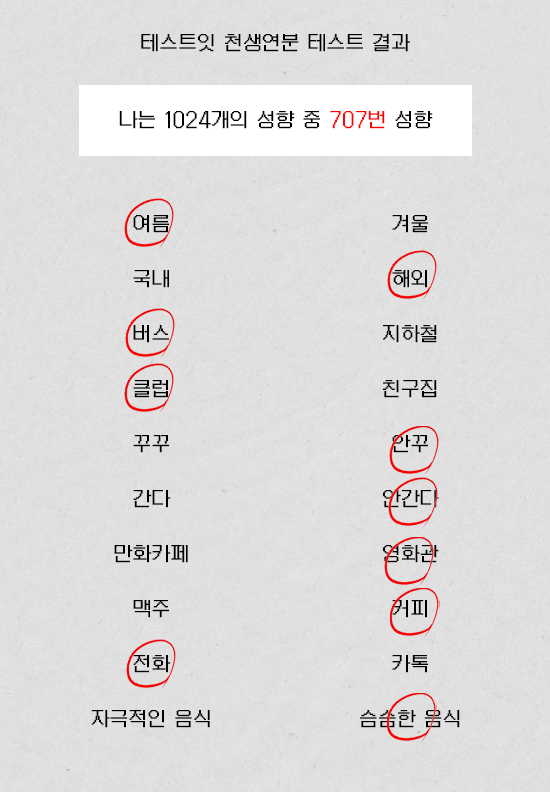 테스트잇 천생연분 테스트 결과
나는 1024개의 성향 중 707번 성향
여름 겨울
국내 해외
버스 지하철
클럽 친구집
꾸꾸 안꾸
간다 안간다
만화카페 영화관
맥주 커피
전화 카톡
자극적인 음식 슴슴한 음식